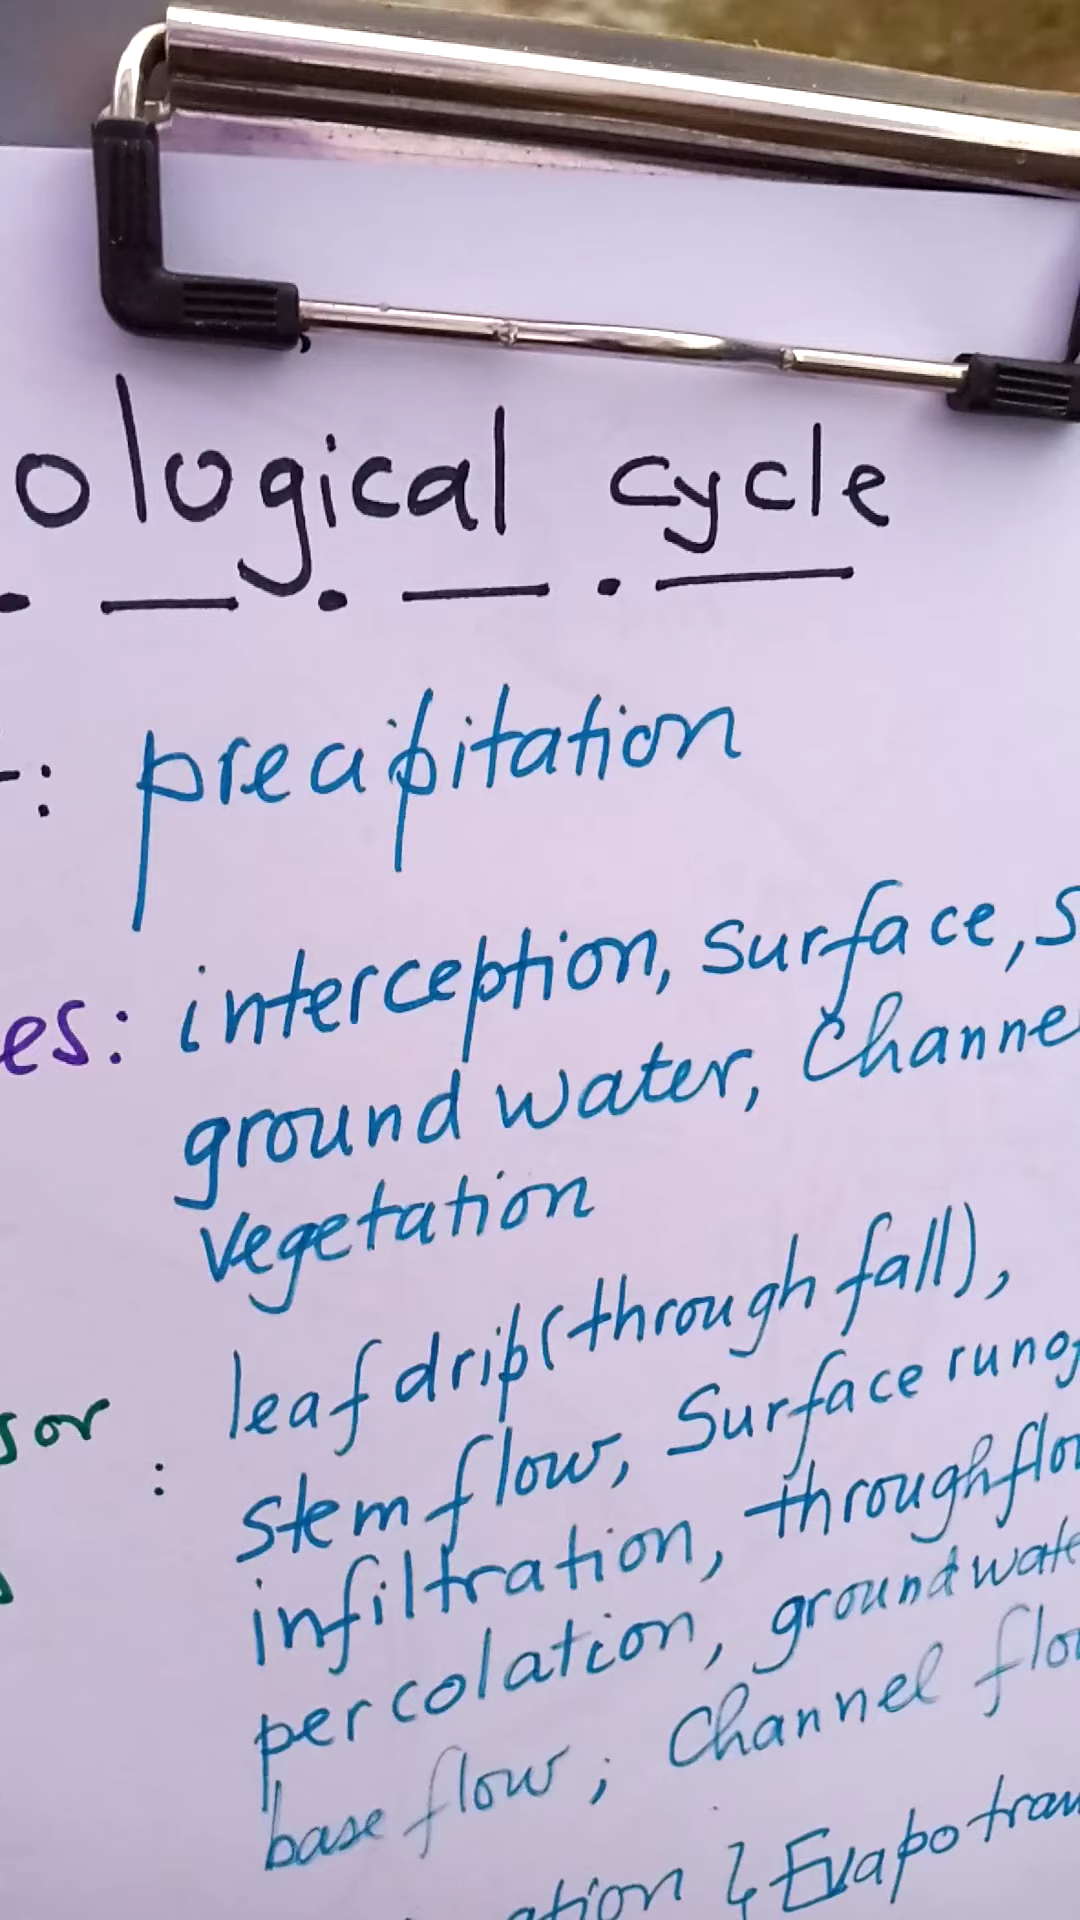 ological cycle
: precipitation
es: interception, surface, s
ground water, Channe
vegetation
leaf drip (through fall),
sor : stem flow, Surface runo
infiltration, throughflo
percolation, groundwate
base flow, Channel flo
ation & Evapotran